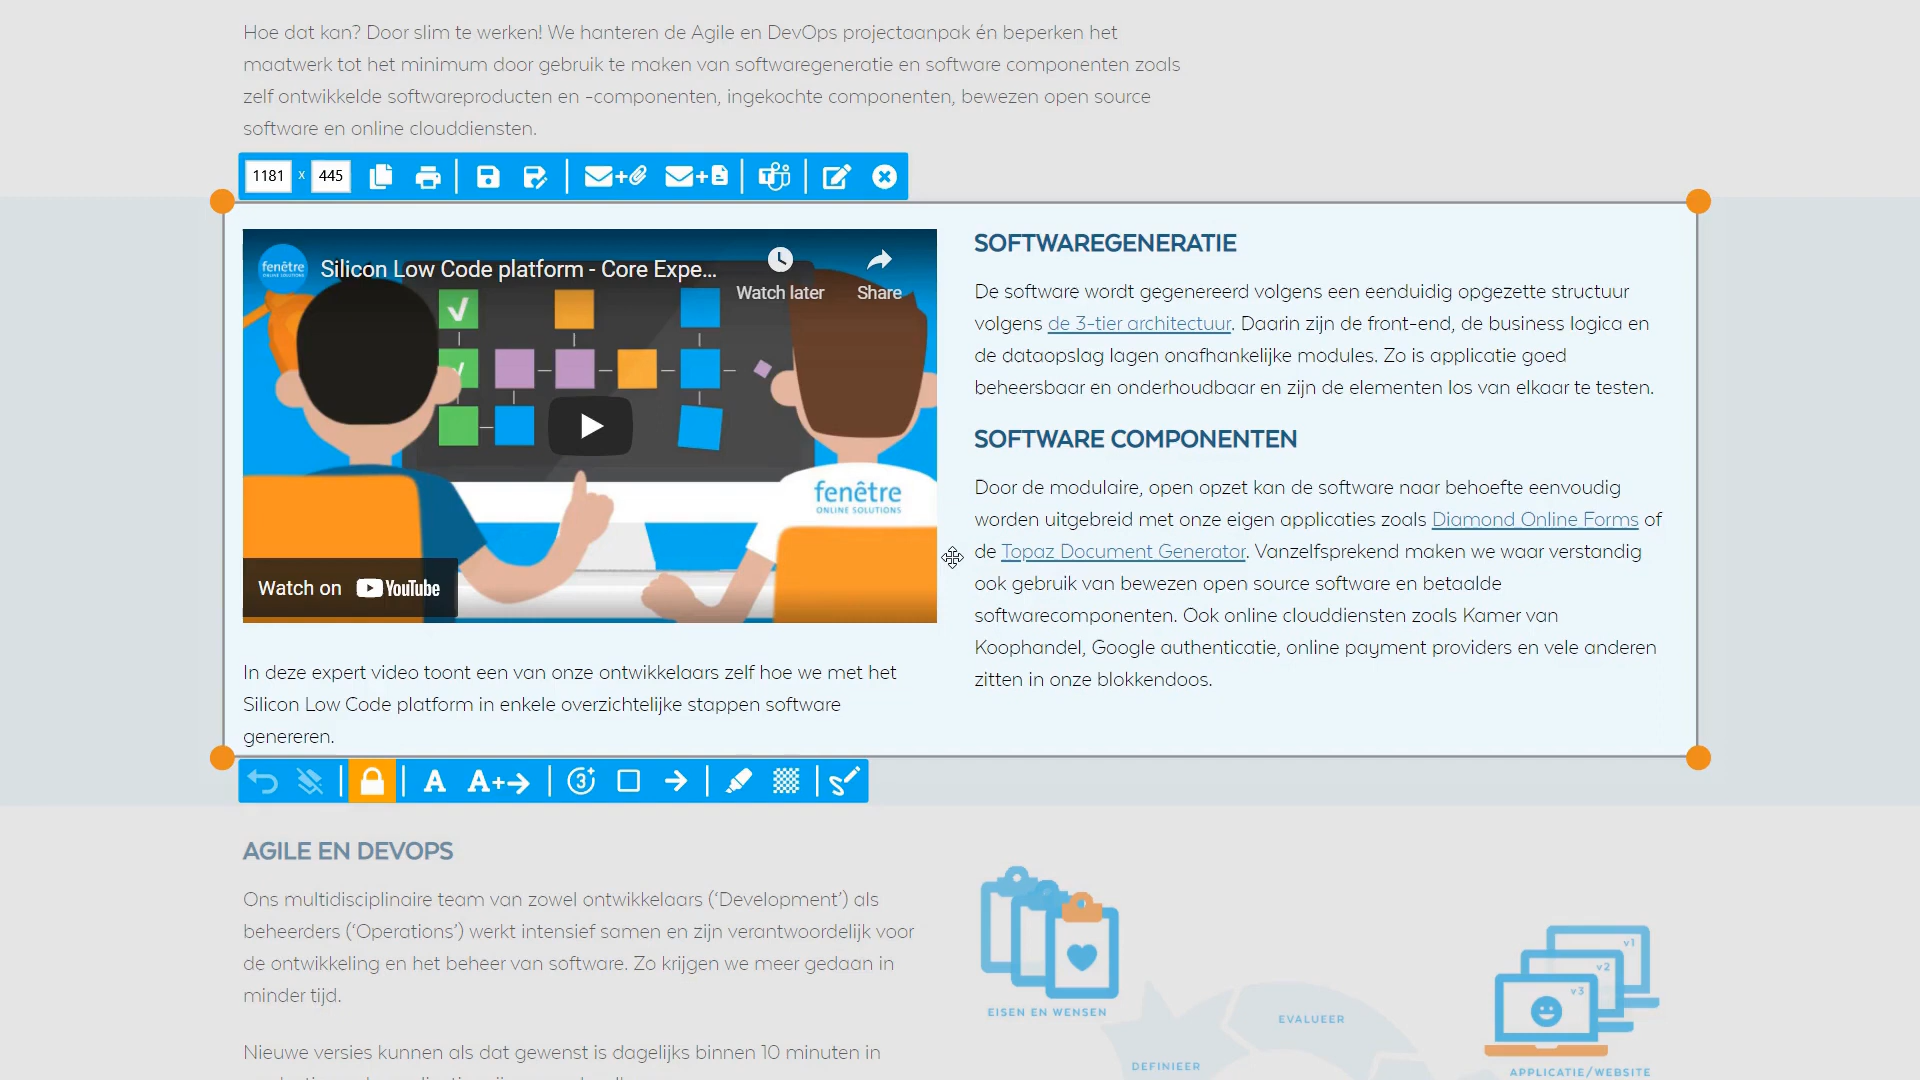 Hoe dat kan? Door slim te werken! We hanteren de Agile en DevOps projectaanpak én beperken het
maatwerk tot het minimum door gebruik te maken van softwaregeneratie en software componenten zoals
zelf ontwikkelde softwareproducten en -componenten, ingekochte componenten, bewezen open source
software en online clouddiensten.
1181 x 445
fenêtre
ONLINE SOLUTIONS
Silicon Low Code platform - Core Expe...
Watch later
Share
fenêtre
ONLINE SOLUTIONS
Watch on YouTube
In deze expert video toont een van onze ontwikkelaars zelf hoe we met het
Silicon Low Code platform in enkele overzichtelijke stappen software
genereren.
SOFTWAREGENERATIE
De software wordt gegenereerd volgens een eenduidig opgezette structuur
volgens de 3-tier architectuur. Daarin zijn de front-end, de business logica en
de dataopslag lagen onafhankelijke modules. Zo is applicatie goed
beheersbaar en onderhoudbaar en zijn de elementen los van elkaar te testen.
SOFTWARE COMPONENTEN
Door de modulaire, open opzet kan de software naar behoefte eenvoudig
worden uitgebreid met onze eigen applicaties zoals Diamond Online Forms of
de Topaz Document Generator. Vanzelfsprekend maken we waar verstandig
ook gebruik van bewezen open source software en betaalde
softwarecomponenten. Ook online clouddiensten zoals Kamer van
Koophandel, Google authenticatie, online payment providers en vele anderen
zitten in onze blokkendoos.
A A+ 3
AGILE EN DEVOPS
Ons multidisciplinaire team van zowel ontwikkelaars (‘Development’) als
beheerders (‘Operations’) werkt intensief samen en zijn verantwoordelijk voor
de ontwikkeling en het beheer van software. Zo krijgen we meer gedaan in
minder tijd.
Nieuwe versies kunnen als dat gewenst is dagelijks binnen 10 minuten in
EISEN EN WENSEN
EVALUEER
DEFINIEER
v1
v2
v3
APPLICATIE/WEBSITE